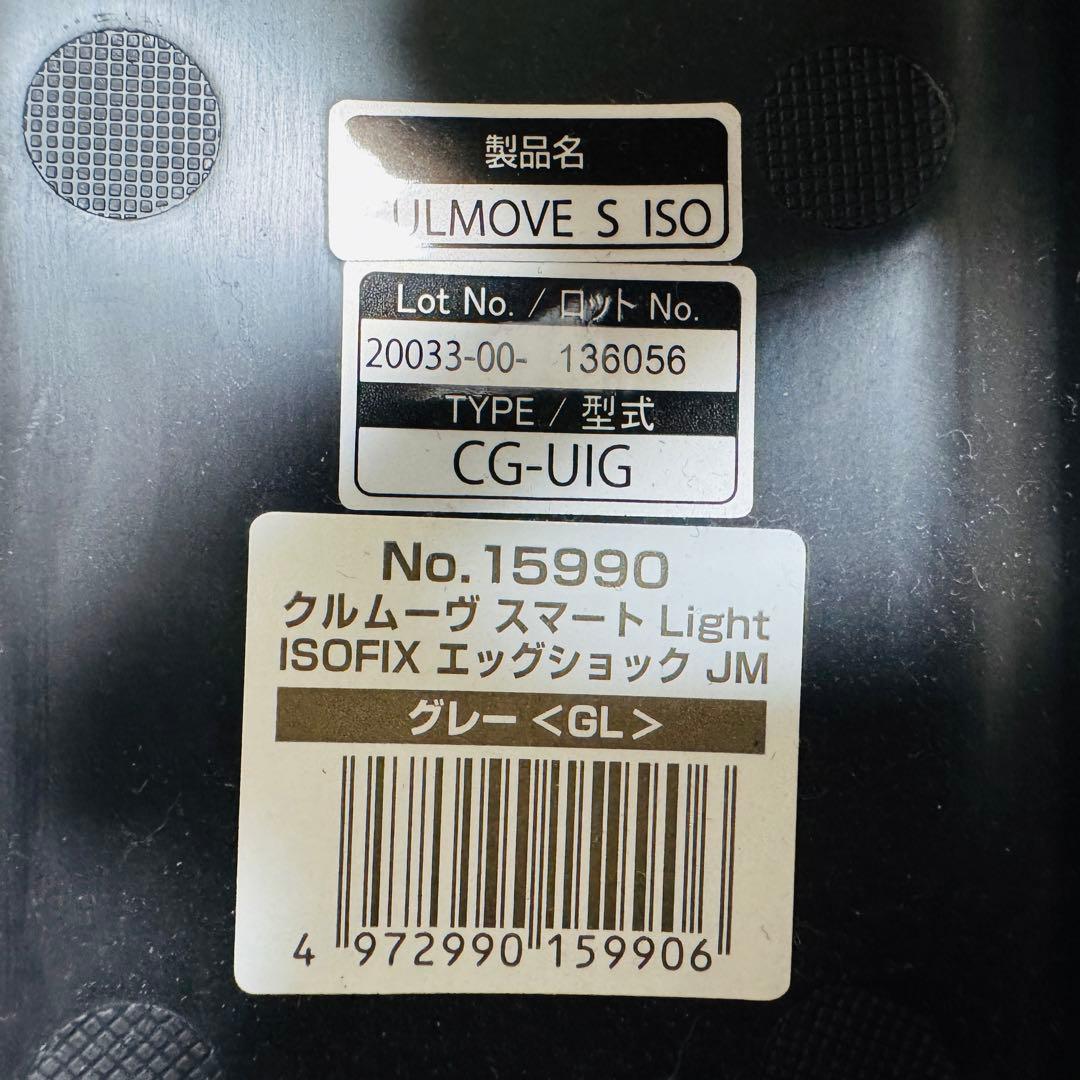 製品名
ULMOVE S ISO
Lot No. / ロット No.
20033-00- 136056
TYPE / 型式
CG-UIG
No.15990
クルムーヴ スマート Light
ISOFIX エッグショック JM
グレー <GL>
4 972990 159906